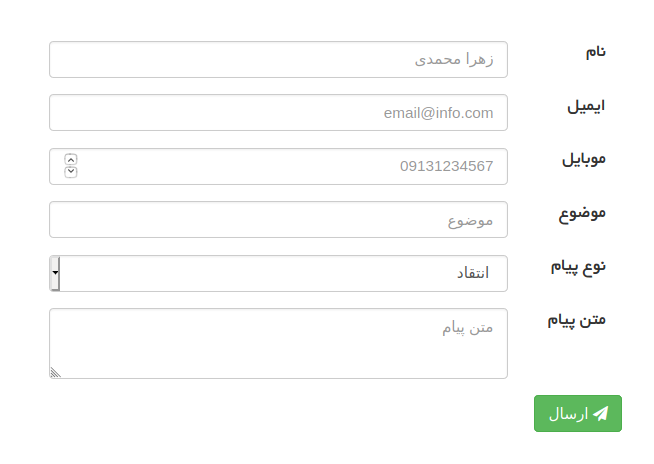 نام
زهرا محمدی
ایمیل
email@info.com
موبایل
09131234567
موضوع
موضوع
نوع پیام
انتقاد
متن پیام
متن پیام
ارسال